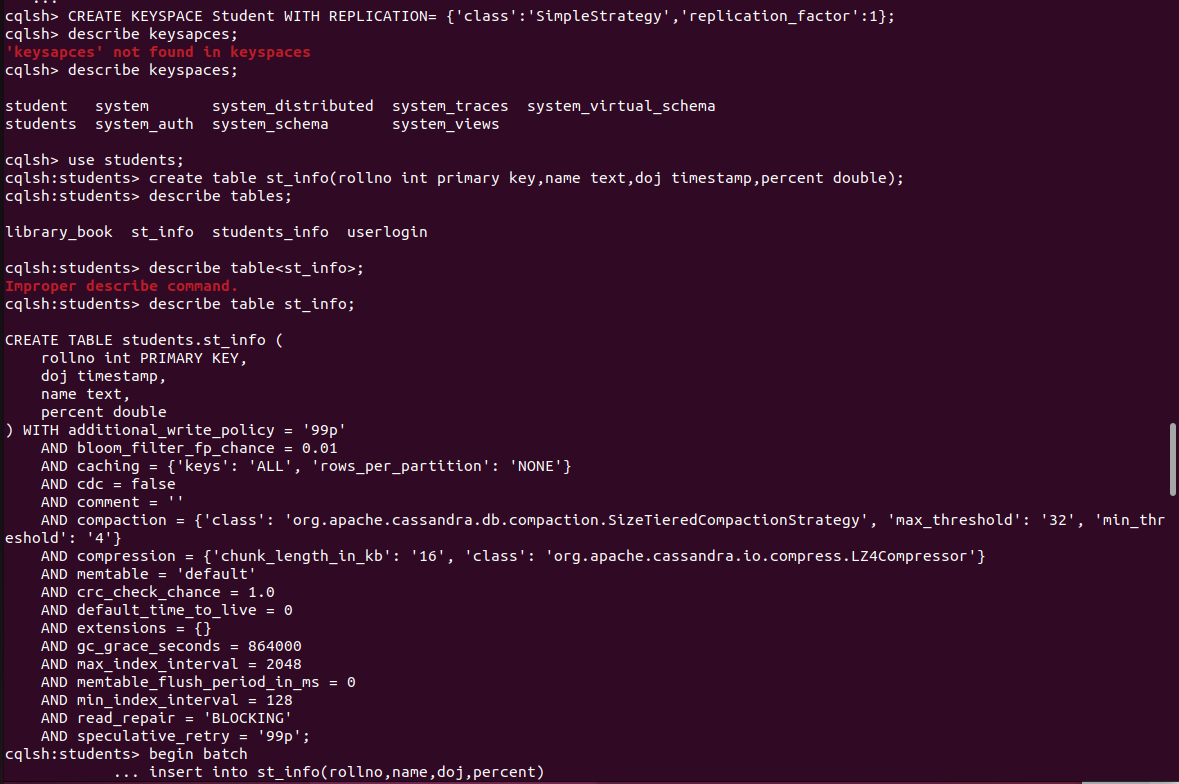 ...
cqlsh> CREATE KEYSPACE Student WITH REPLICATION= {'class':'SimpleStrategy','replication_factor':1};
cqlsh> describe keysapces;
'keysapces' not found in keyspaces
cqlsh> describe keyspaces;
student   system       system_distributed  system_traces  system_virtual_schema
students  system_auth  system_schema       system_views
cqlsh> use students;
cqlsh:students> create table st_info(rollno int primary key,name text,doj timestamp,percent double);
cqlsh:students> describe tables;
library_book  st_info  students_info  userlogin
cqlsh:students> describe table<st_info>;
Improper describe command.
cqlsh:students> describe table st_info;
CREATE TABLE students.st_info (
    rollno int PRIMARY KEY,
    doj timestamp,
    name text,
    percent double
) WITH additional_write_policy = '99p'
    AND bloom_filter_fp_chance = 0.01
    AND caching = {'keys': 'ALL', 'rows_per_partition': 'NONE'}
    AND cdc = false
    AND comment = ''
    AND compaction = {'class': 'org.apache.cassandra.db.compaction.SizeTieredCompactionStrategy', 'max_threshold': '32', 'min_thr
eshold': '4'}
    AND compression = {'chunk_length_in_kb': '16', 'class': 'org.apache.cassandra.io.compress.LZ4Compressor'}
    AND memtable = 'default'
    AND crc_check_chance = 1.0
    AND default_time_to_live = 0
    AND extensions = {}
    AND gc_grace_seconds = 864000
    AND max_index_interval = 2048
    AND memtable_flush_period_in_ms = 0
    AND min_index_interval = 128
    AND read_repair = 'BLOCKING'
    AND speculative_retry = '99p';
cqlsh:students> begin batch
            ... insert into st_info(rollno,name,doj,percent)